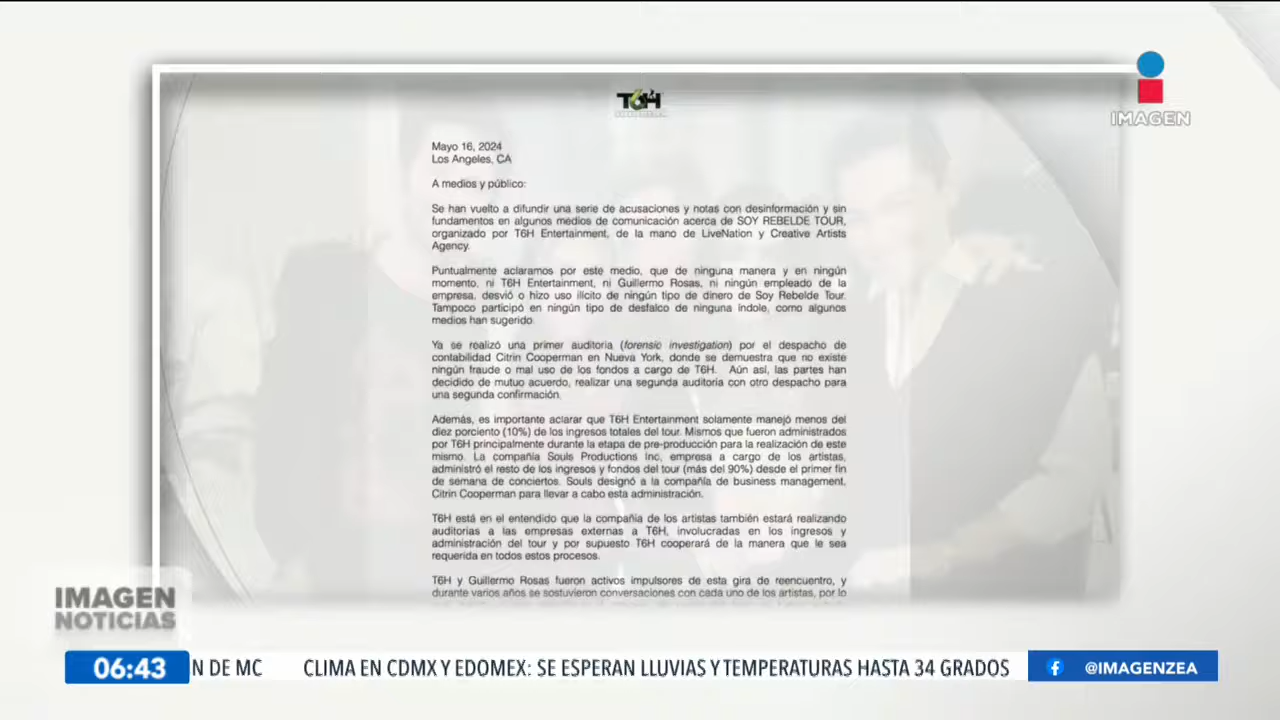 T6H
IMAGEN
Mayo 16, 2024
Los Angeles, CA
A medios y público:
Se han vuelto a difundir una serie de acusaciones y notas con desinformación y sin
fundamentos en algunos medios de comunicación acerca de SOY REBELDE TOUR,
organizado por T6H Entertainment, de la mano de LiveNation y Creative Artists
Agency.
Puntualmente aclaramos por este medio, que de ninguna manera y en ningún
momento, ni T6H Entertainment, ni Guillermo Rosas, ni ningún empleado de la
empresa, desvió o hizo uso ilícito de ningún tipo de dinero de Soy Rebelde Tour.
Tampoco participó en ningún tipo de desfalco de ninguna índole, como algunos
medios han sugerido.
Ya se realizó una primer auditoria (forensic investigation) por el despacho de
contabilidad Citrin Cooperman en Nueva York, donde se demuestra que no existe
ningún fraude o mal uso de los fondos a cargo de T6H. Aún así, las partes han
decidido de mutuo acuerdo, realizar una segunda auditoria con otro despacho para
una segunda confirmación.
Además, es importante aclarar que T6H Entertainment solamente manejó menos del
diez porciento (10%) de los ingresos totales del tour. Mismos que fueron administrados
por T6H principalmente durante la etapa de pre-producción para la realización de este
mismo. La compañía Souls Productions Inc, empresa a cargo de los artistas,
administró el resto de los ingresos y fondos del tour (más del 90%) desde el primer fin
de semana de conciertos. Souls designó a la compañía de business management,
Citrin Cooperman para llevar a cabo esta administración.
T6H está en el entendido que la compañía de los artistas también estará realizando
auditorias a las empresas externas a T6H, involucradas en los ingresos y
administración del tour y por supuesto T6H cooperará de la manera que le sea
requerida en todos estos procesos.
T6H y Guillermo Rosas fueron activos impulsores de esta gira de reencuentro, y
durante varios años se sostuvieron conversaciones con cada uno de los artistas, por lo
IMAGEN
NOTICIAS
06:43 N DE MC CLIMA EN CDMX Y EDOMEX: SE ESPERAN LLUVIAS Y TEMPERATURAS HASTA 34 GRADOS @IMAGENZEA